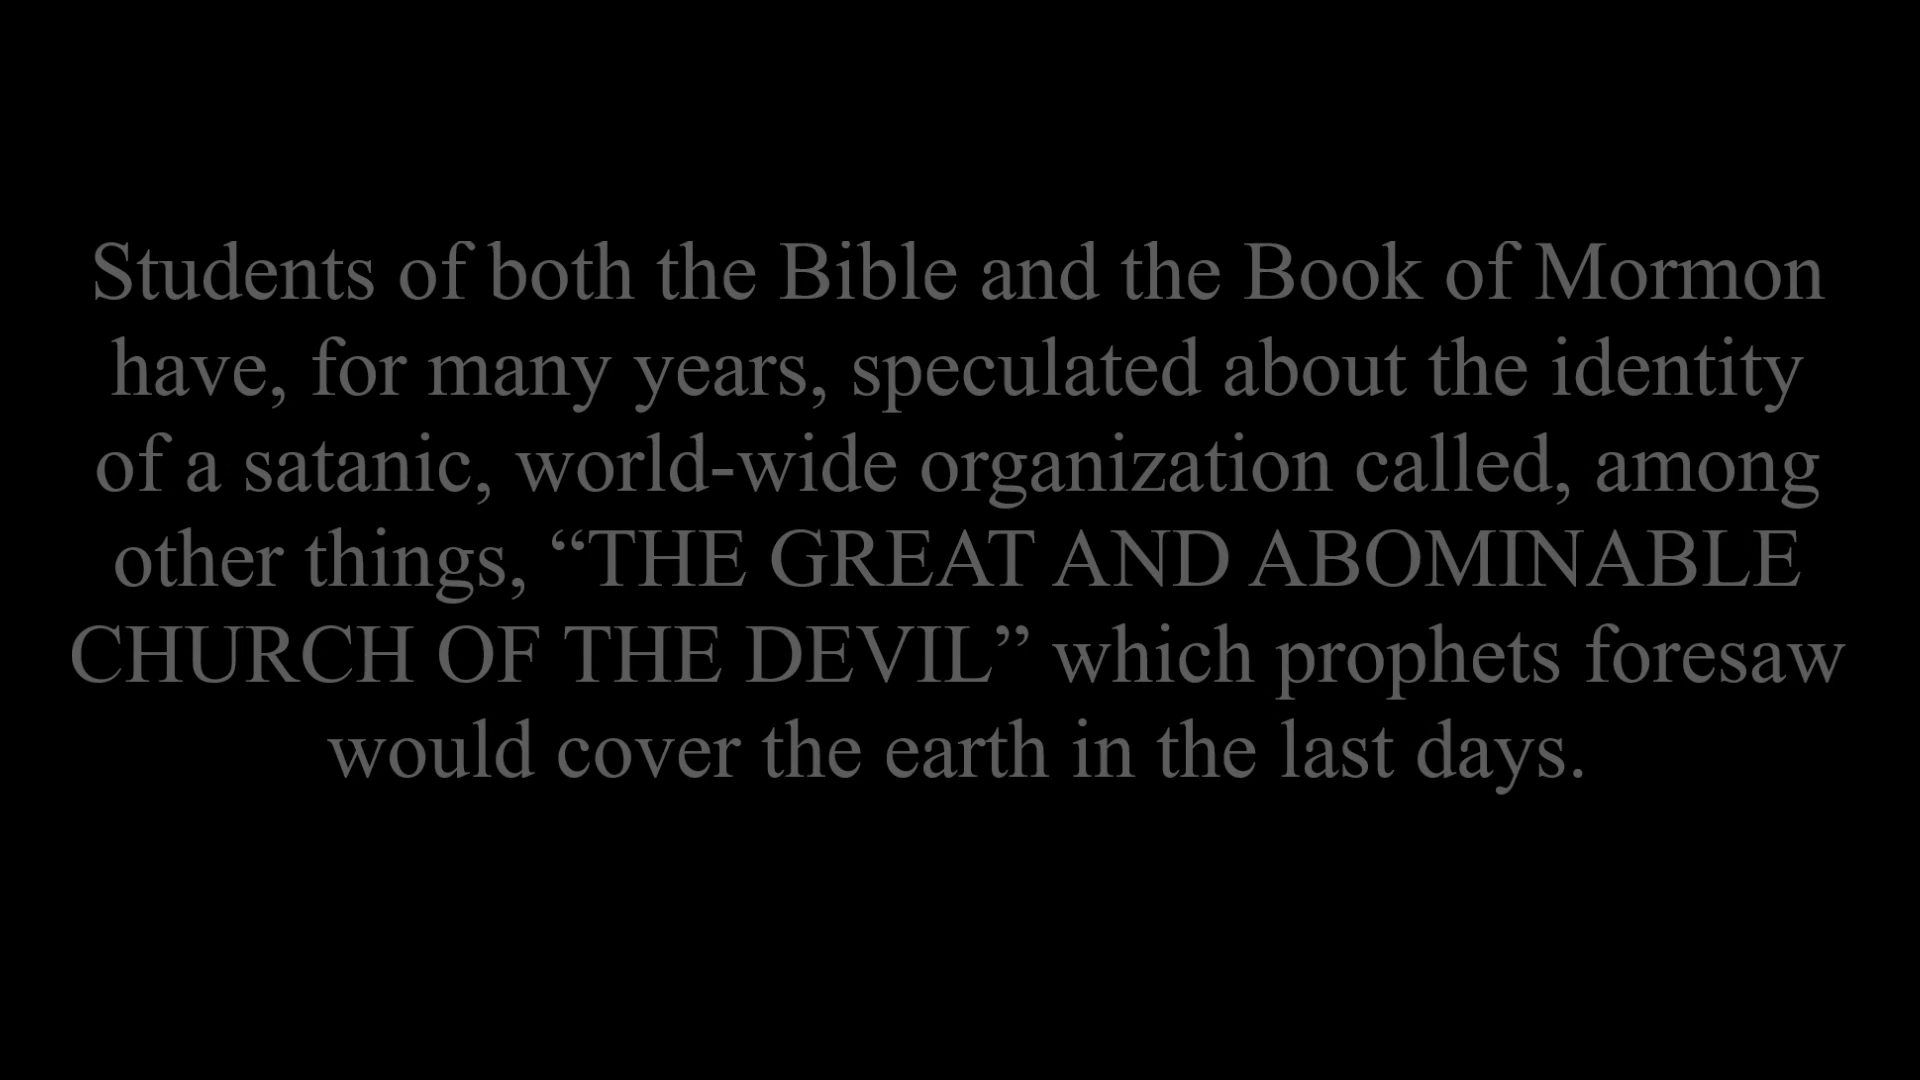 Students of both the Bible and the Book of Mormon
have, for many years, speculated about the identity
of a satanic, world-wide organization called, among
other things, “THE GREAT AND ABOMINABLE
CHURCH OF THE DEVIL” which prophets foresaw
would cover the earth in the last days.